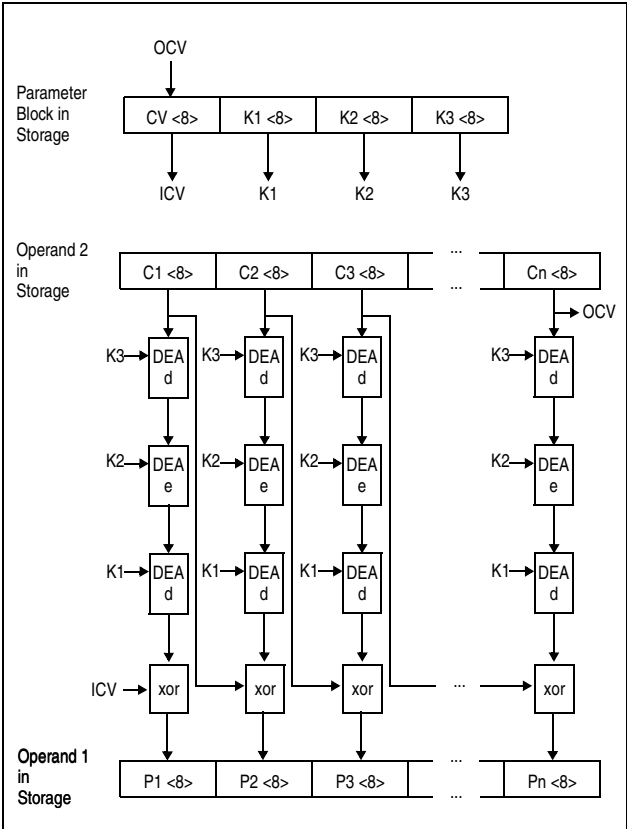 OCV
Parameter
Block in
Storage
CV <8> K1 <8> K2 <8> K3 <8>
ICV K1 K2 K3
Operand 2
in
Storage
...
C1 <8> C2 <8> C3 <8> Cn <8>
...
OCV
K3 DEA K3 DEA K3 DEA K3 DEA
d d d d
K2 DEA K2 DEA K2 DEA K2 DEA
e e e e
K1 DEA K1 DEA K1 DEA K1 DEA
d d d d
ICV xor xor xor ... xor
Operand 1
in
Storage
...
P1 <8> P2 <8> P3 <8> Pn <8>
...